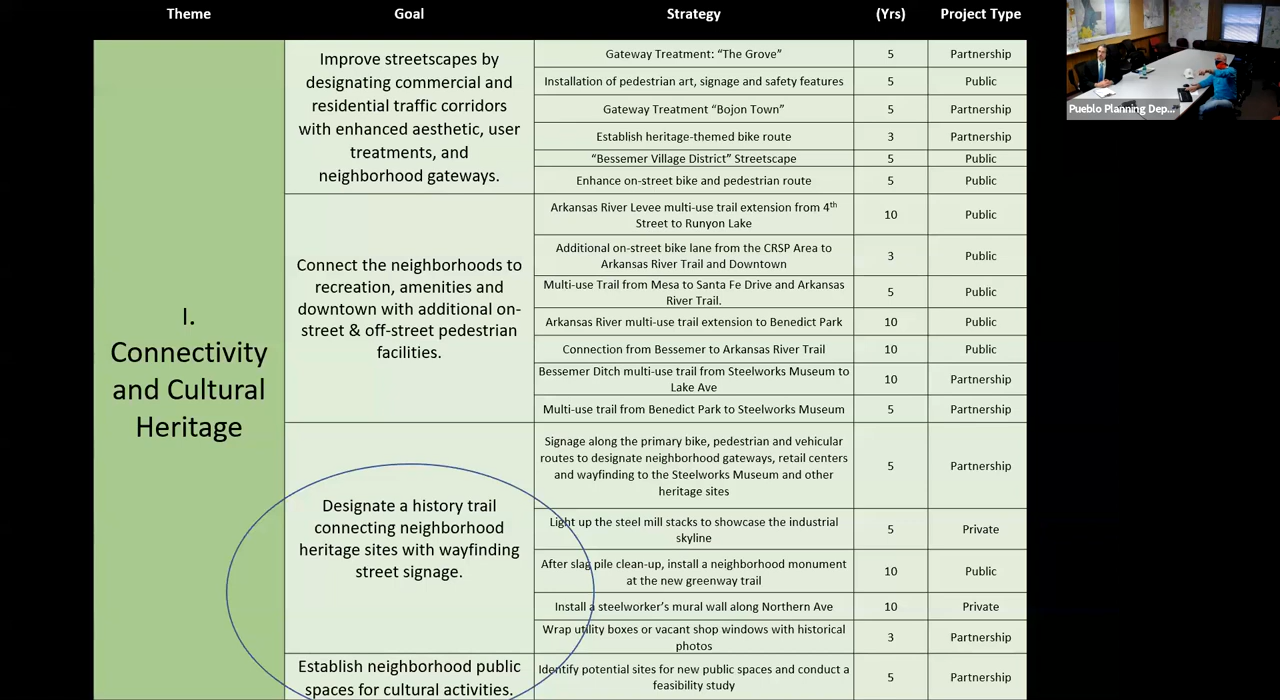 Theme
Goal
Strategy
(Yrs)
Project Type
I.
Connectivity
and Cultural
Heritage
Improve streetscapes by
designating commercial and
residential traffic corridors
with enhanced aesthetic, user
treatments, and
neighborhood gateways.
Gateway Treatment: “The Grove”
5
Partnership
Installation of pedestrian art, signage and safety features
5
Public
Gateway Treatment “Bojon Town”
5
Partnership
Establish heritage-themed bike route
3
Partnership
“Bessemer Village District” Streetscape
5
Public
Enhance on-street bike and pedestrian route
5
Public
Connect the neighborhoods to
recreation, amenities and
downtown with additional on-
street & off-street pedestrian
facilities.
Arkansas River Levee multi-use trail extension from 4th
Street to Runyon Lake
10
Public
Additional on-street bike lane from the CRSP Area to
Arkansas River Trail and Downtown
3
Public
Multi-use Trail from Mesa to Santa Fe Drive and Arkansas
River Trail.
5
Public
Arkansas River multi-use trail extension to Benedict Park
10
Public
Connection from Bessemer to Arkansas River Trail
10
Public
Bessemer Ditch multi-use trail from Steelworks Museum to
Lake Ave
10
Partnership
Multi-use trail from Benedict Park to Steelworks Museum
5
Partnership
Designate a history trail
connecting neighborhood
heritage sites with wayfinding
street signage.
Signage along the primary bike, pedestrian and vehicular
routes to designate neighborhood gateways, retail centers
and wayfinding to the Steelworks Museum and other
heritage sites
5
Partnership
Light up the steel mill stacks to showcase the industrial
skyline
5
Private
After slag pile clean-up, install a neighborhood monument
at the new greenway trail
10
Public
Install a steelworker’s mural wall along Northern Ave
10
Private
Wrap utility boxes or vacant shop windows with historical
photos
3
Partnership
Establish neighborhood public
spaces for cultural activities.
Identify potential sites for new public spaces and conduct a
feasibility study
5
Partnership
Pueblo Planning Dep...